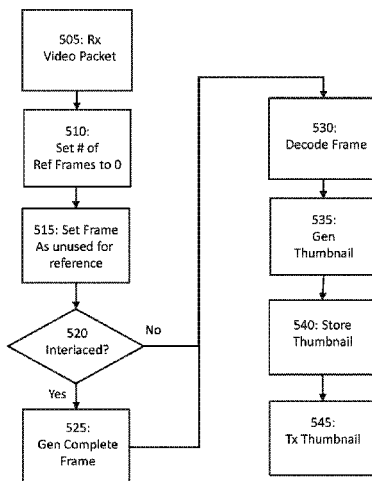 505: Rx
Video Packet
510:
Set # of
Ref Frames to 0
515: Set Frame
As unused for
reference
520
Interlaced?
No
Yes
525:
Gen Complete
Frame
530:
Decode Frame
535:
Gen
Thumbnail
540: Store
Thumbnail
545:
Tx Thumbnail